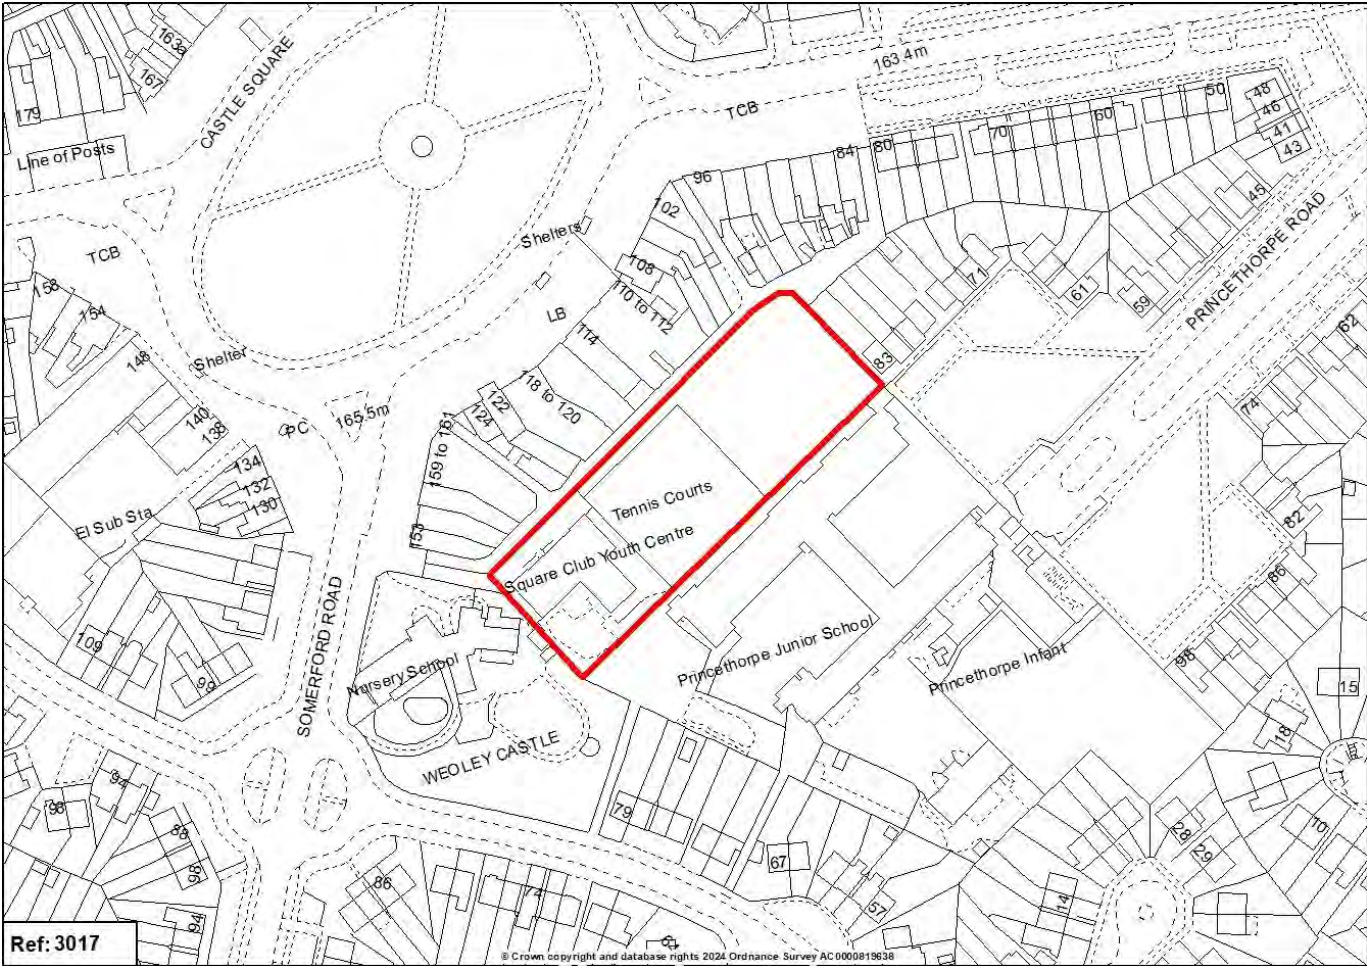 163a
167
CASTLE SQUARE
179
Line of Posts
163.4m
TCB
50
48
46
41
43
60
70
80
84
96
102
45
PRINCETHORPE ROAD
Shelters
TCB
108
71
61
59
158
154
110 to 112
LB
114
62
148
Shelter
83
118 to 120
122
124
140
138
PC
165.5m
74
159 to 161
134
132
130
Tennis Courts
El Sub Sta
153
Square Club Youth Centre
82
86
SOMERFORD ROAD
109
99
Nursery School
Princethorpe Junior School
Princethorpe Infant
98
15
18
WEOLEY CASTLE
94
98
88
79
67
28
29
10
98
86
74
57
14
94
Ref: 3017
© Crown copyright and database rights 2024 Ordnance Survey AC0000819638